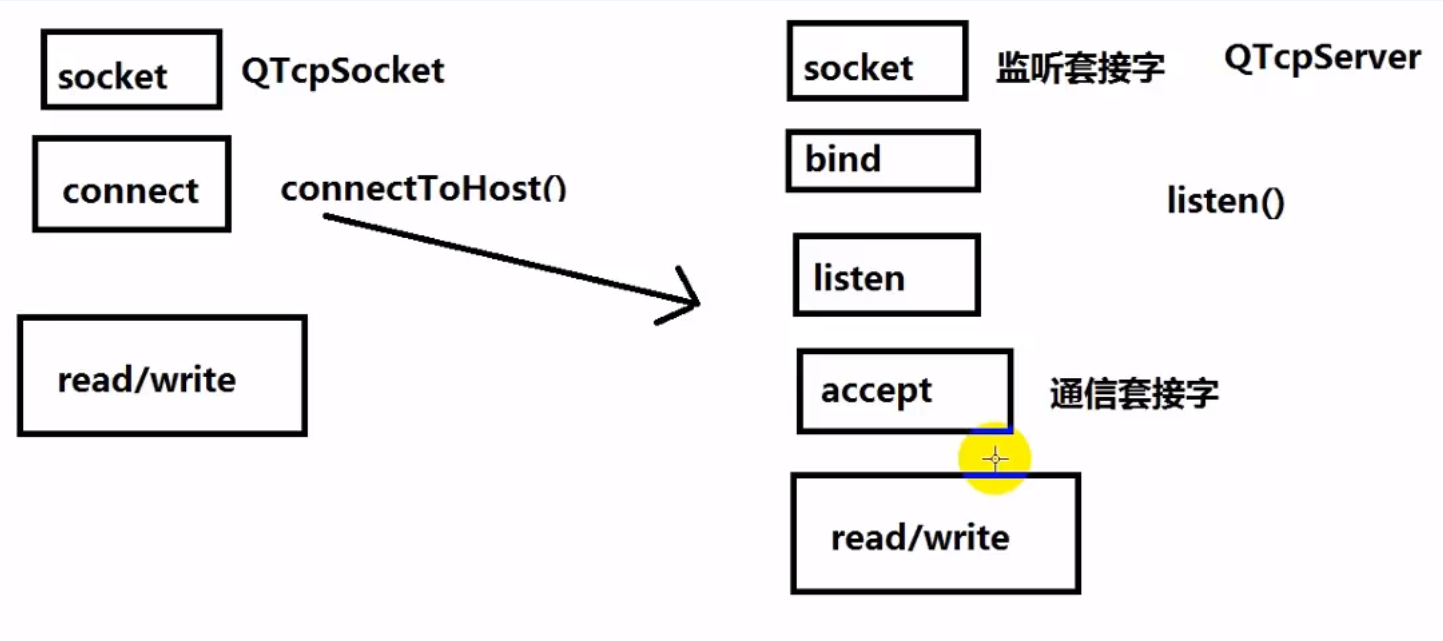 socket QTcpSocket
connect connectToHost()
read/write
socket 监听套接字 QTcpServer
bind
listen()
listen
accept 通信套接字
read/write